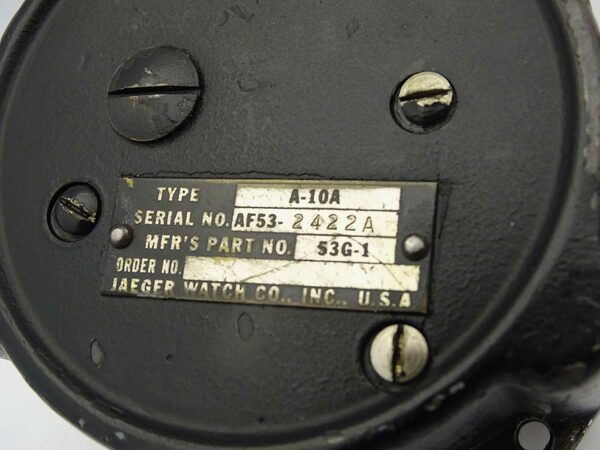 TYPE A-10A
SERIAL NO. AF53-2422A
MFR'S PART NO. 53G-1
ORDER NO.
JAEGER WATCH CO., INC., U.S.A